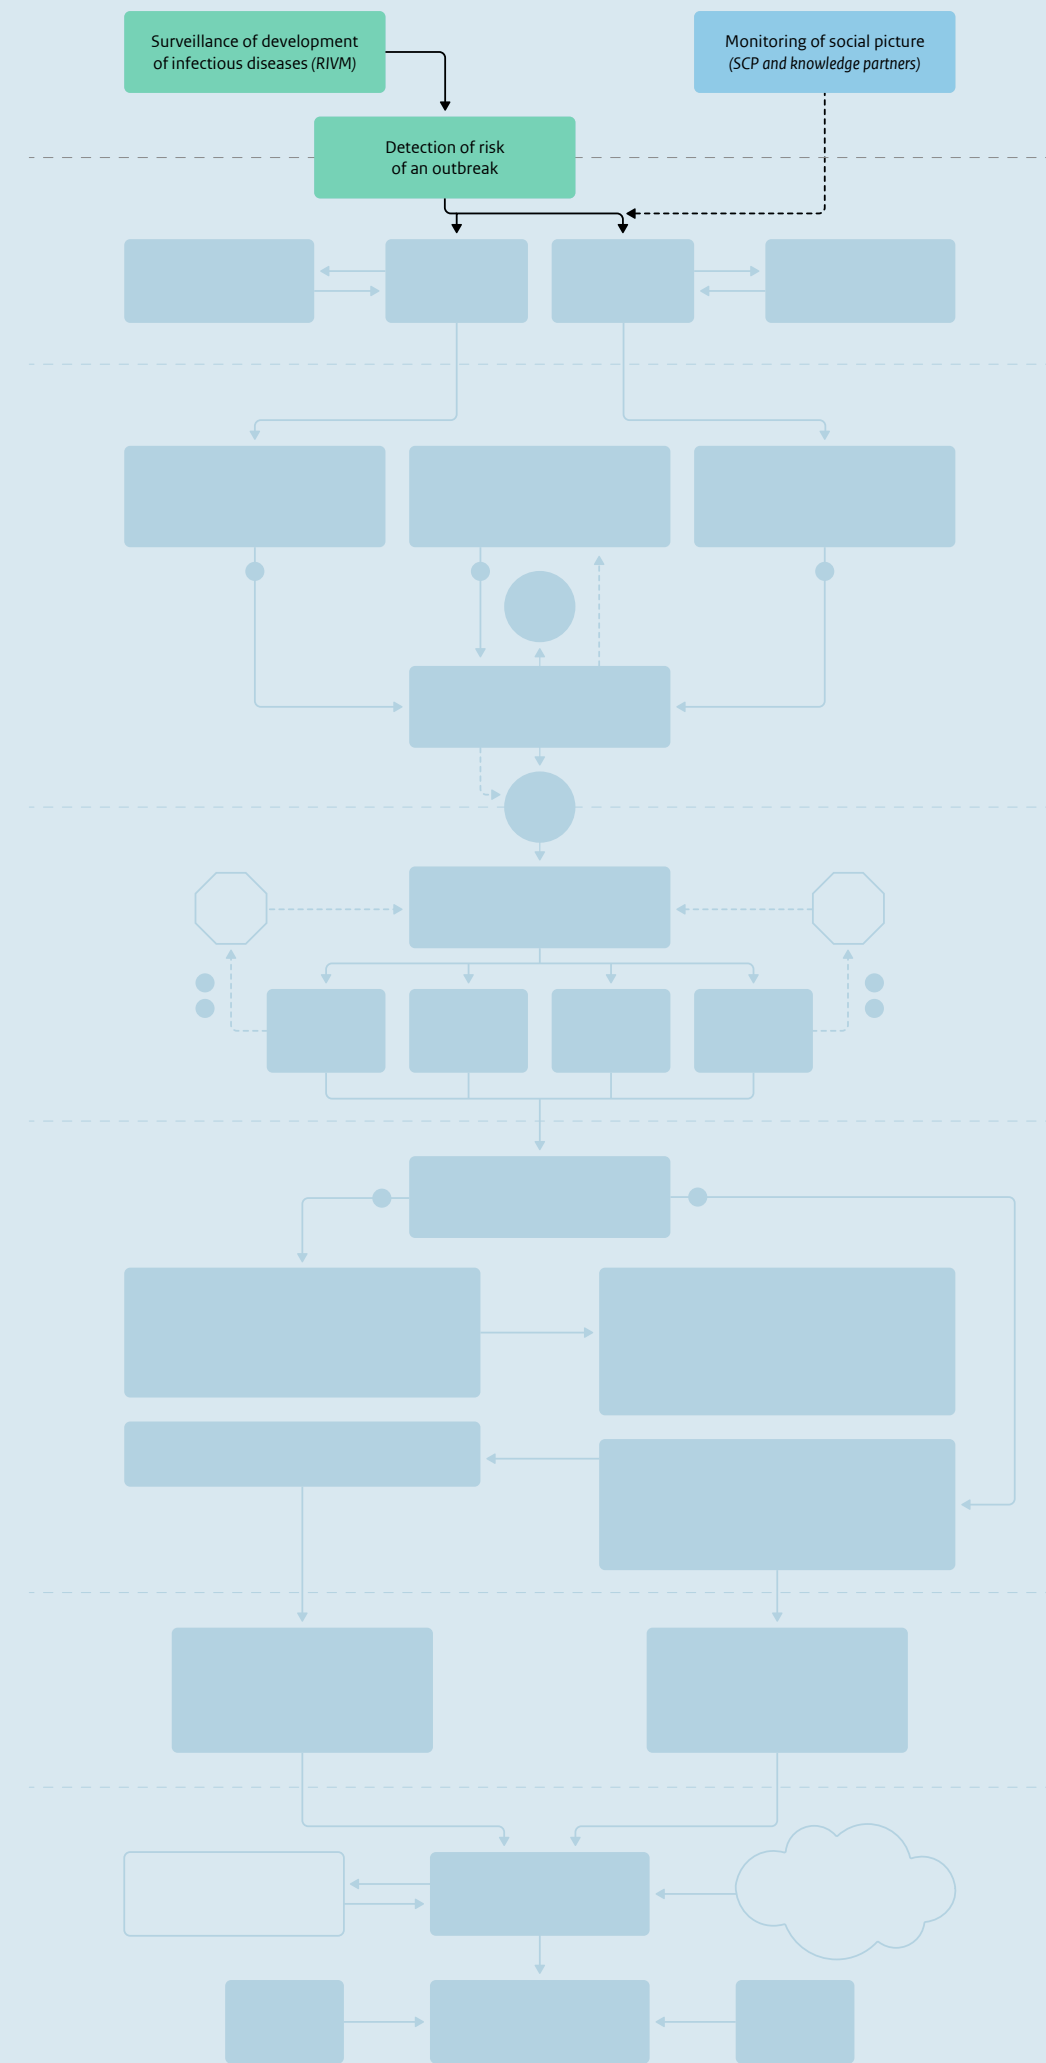 Surveillance of development
of infectious diseases (RIVM)
Monitoring of social picture
(SCP and knowledge partners)
Detection of risk
of an outbreak